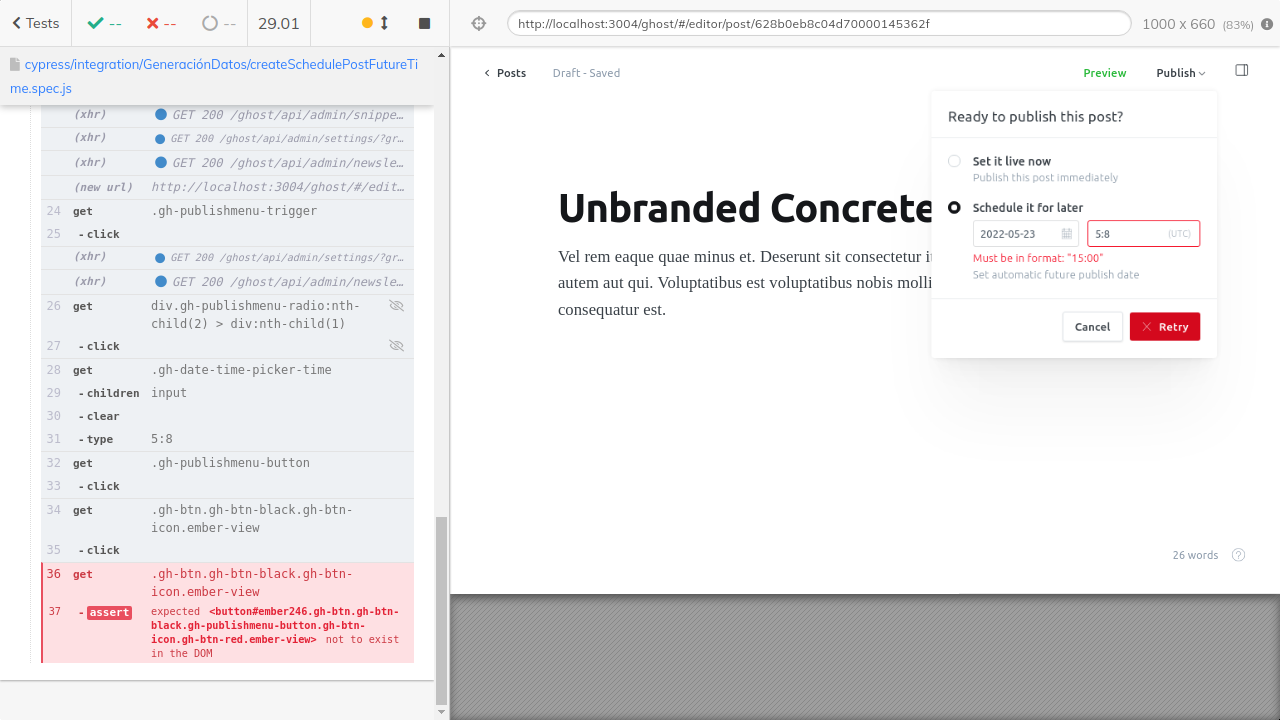 Tests
--
--
--
29.01
http://localhost:3004/ghost/#/editor/post/628b0eb8c04d70000145362f
1000 x 660 (83%)
cypress/integration/GeneraciónDatos/createSchedulePostFutureTi
me.spec.js
(xhr) GET 200 /ghost/api/admin/snippe…
(xhr) GET 200 /ghost/api/admin/settings/?gr…
(xhr) GET 200 /ghost/api/admin/newsle…
(new url) http://localhost:3004/ghost/#/edit…
24 get .gh-publishmenu-trigger
25 - click
(xhr) GET 200 /ghost/api/admin/settings/?gr…
(xhr) GET 200 /ghost/api/admin/newsle…
26 get div.gh-publishmenu-radio:nth-
child(2) > div:nth-child(1)
27 - click
28 get .gh-date-time-picker-time
29 - children input
30 - clear
31 - type 5:8
32 get .gh-publishmenu-button
33 - click
34 get .gh-btn.gh-btn-black.gh-btn-
icon.ember-view
35 - click
36 get .gh-btn.gh-btn-black.gh-btn-
icon.ember-view
37 - assert expected <button#ember246.gh-btn.gh-btn-
black.gh-publishmenu-button.gh-btn-
icon.gh-btn-red.ember-view> not to exist
in the DOM
Posts
Draft - Saved
Preview
Publish
Ready to publish this post?
Set it live now
Publish this post immediately
Schedule it for later
2022-05-23
5:8 (UTC)
Must be in format: "15:00"
Set automatic future publish date
Cancel
Retry
Unbranded Concrete
Vel rem eaque quae minus et. Deserunt sit consectetur i
autem aut qui. Voluptatibus est voluptatibus nobis molli
consequatur est.
26 words